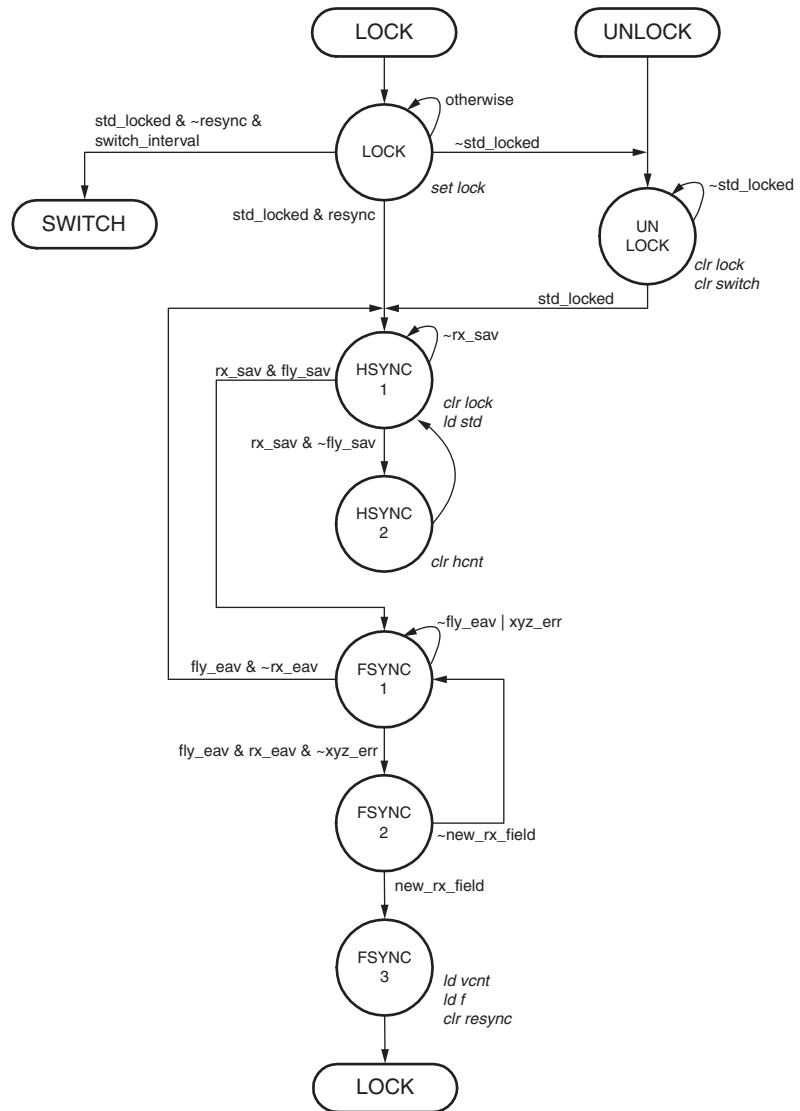 LOCK
UNLOCK
otherwise
std_locked & ~resync &
switch_interval
LOCK
~std_locked
set lock
SWITCH
std_locked & resync
~std_locked
UN
LOCK
clr lock
clr switch
std_locked
~rx_sav
rx_sav & fly_sav
HSYNC
1
clr lock
ld std
rx_sav & ~fly_sav
HSYNC
2
clr hcnt
~fly_eav | xyz_err
fly_eav & ~rx_eav
FSYNC
1
fly_eav & rx_eav & ~xyz_err
FSYNC
2
~new_rx_field
new_rx_field
FSYNC
3
ld vcnt
ld f
clr resync
LOCK